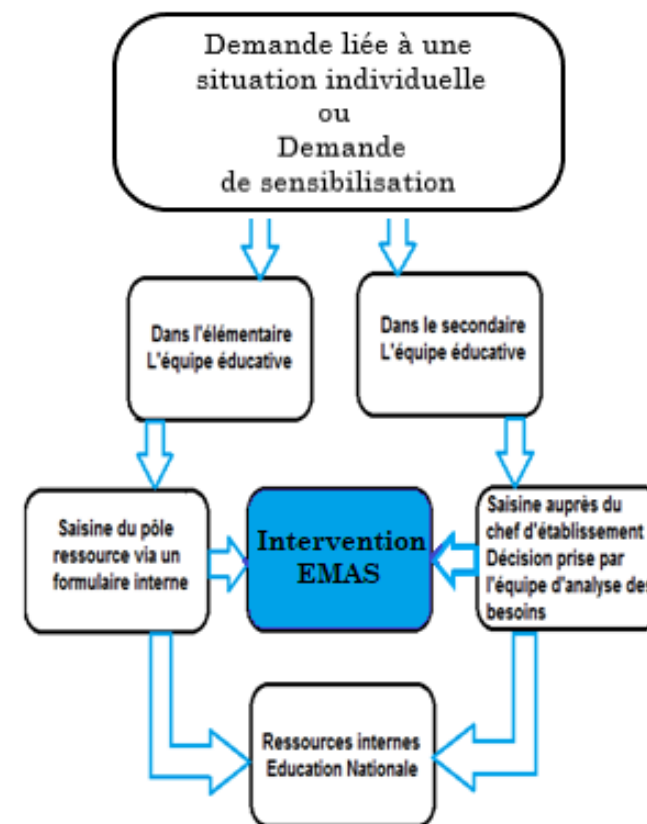 Demande liée à une
situation individuelle
ou
Demande
de sensibilisation
Dans l'élémentaire
L'équipe éducative
Dans le secondaire
L'équipe éducative
Saisine du pôle
ressource via un
formulaire interne
Intervention
EMAS
Saisine auprès du
chef d'établissement
Décision prise par
l'équipe d'analyse des
besoins
Ressources internes
Education Nationale